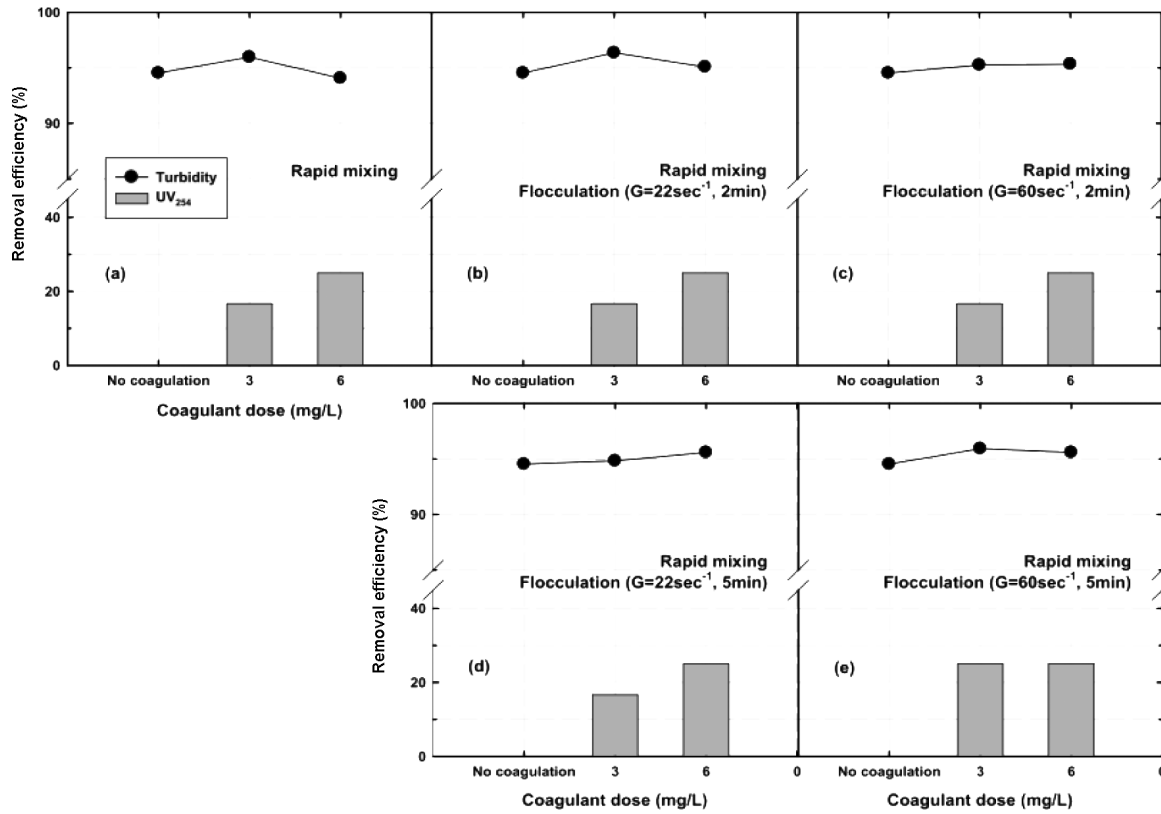 100
90
40
20
0
Removal efficiency (%)
Turbidity
UV₂₅₄
Rapid mixing
(a)
No coagulation 3 6
Coagulant dose (mg/L)
Rapid mixing
Flocculation (G=22sec⁻¹, 2min)
(b)
No coagulation 3 6
Rapid mixing
Flocculation (G=60sec⁻¹, 2min)
(c)
No coagulation 3 6
100
90
40
20
0
Removal efficiency (%)
Rapid mixing
Flocculation (G=22sec⁻¹, 5min)
(d)
No coagulation 3 6 0
Coagulant dose (mg/L)
Rapid mixing
Flocculation (G=60sec⁻¹, 5min)
(e)
No coagulation 3 6
Coagulant dose (mg/L)